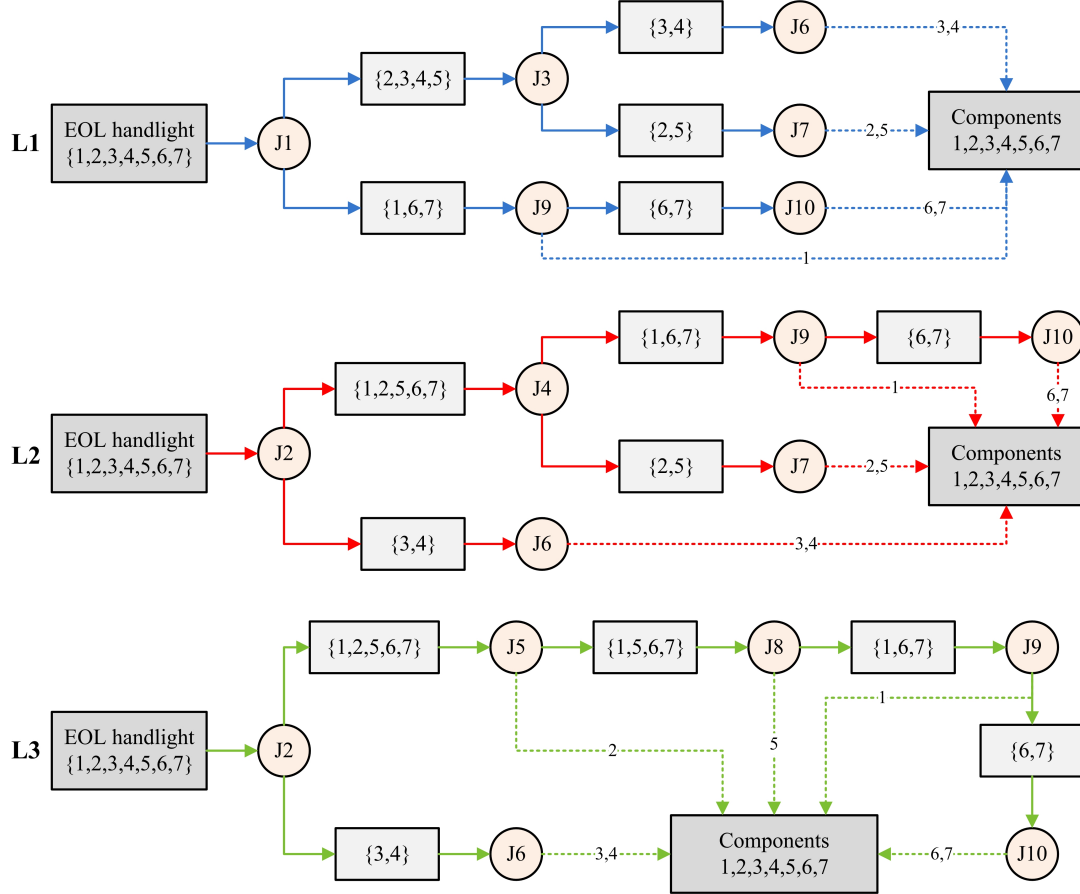 L1
EOL handlight
{1,2,3,4,5,6,7}
J1
{2,3,4,5}
J3
{3,4}
J6
3,4
{2,5}
J7
2,5
{1,6,7}
J9
{6,7}
J10
6,7
1
Components
1,2,3,4,5,6,7
L2
EOL handlight
{1,2,3,4,5,6,7}
J2
{1,2,5,6,7}
J4
{1,6,7}
J9
{6,7}
J10
1
6,7
{2,5}
J7
2,5
{3,4}
J6
3,4
Components
1,2,3,4,5,6,7
L3
EOL handlight
{1,2,3,4,5,6,7}
J2
{1,2,5,6,7}
J5
{1,5,6,7}
J8
{1,6,7}
J9
2
5
1
{6,7}
{3,4}
J6
3,4
Components
1,2,3,4,5,6,7
6,7
J10